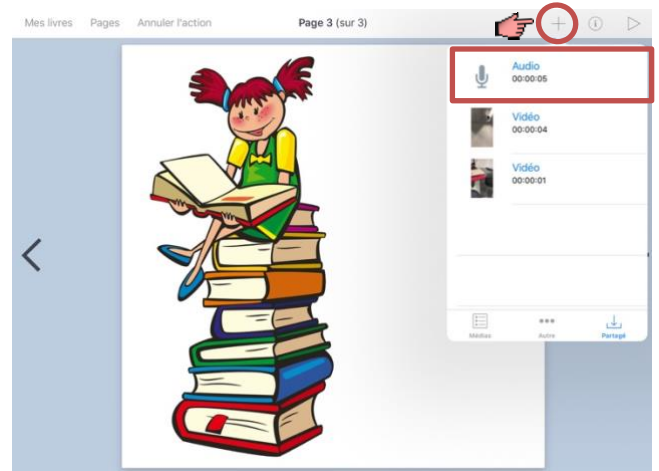 Mes livres Pages Annuler l'action Page 3 (sur 3)
Audio
00:00:05
Vidéo
00:00:04
Vidéo
00:00:01
Médias Autre Partagé